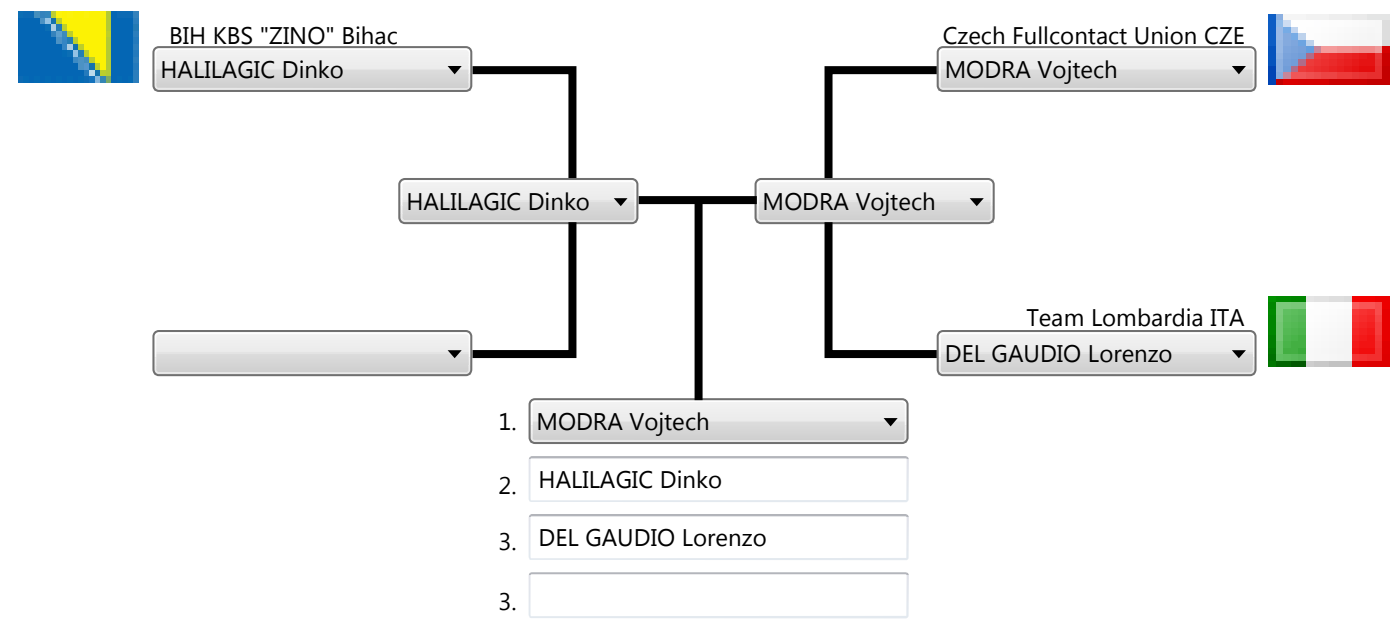 BIH KBS "ZINO" Bihac
Czech Fullcontact Union CZE
HALILAGIC Dinko
MODRA Vojtech
HALILAGIC Dinko
MODRA Vojtech
Team Lombardia ITA
DEL GAUDIO Lorenzo
1. MODRA Vojtech
2. HALILAGIC Dinko
3. DEL GAUDIO Lorenzo
3.